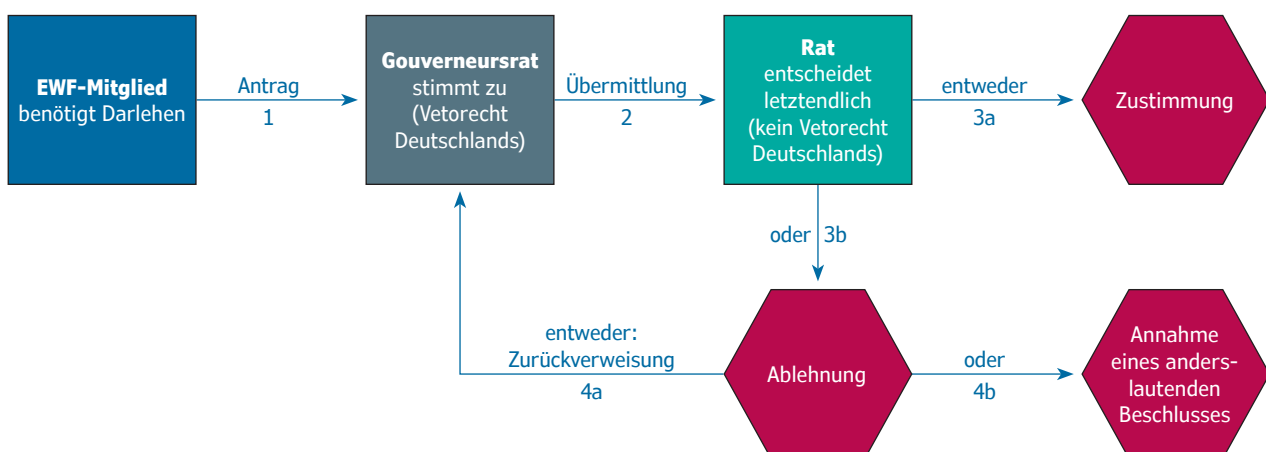 EWF-Mitglied
benötigt Darlehen
Antrag
1
Gouverneursrat
stimmt zu
(Vetorecht
Deutschlands)
Übermittlung
2
Rat
entscheidet
letztendlich
(kein Vetorecht
Deutschlands)
entweder
3a
Zustimmung
oder 3b
entweder:
Zurückverweisung
4a
Ablehnung
oder
4b
Annahme
eines anders-
lautenden
Beschlusses